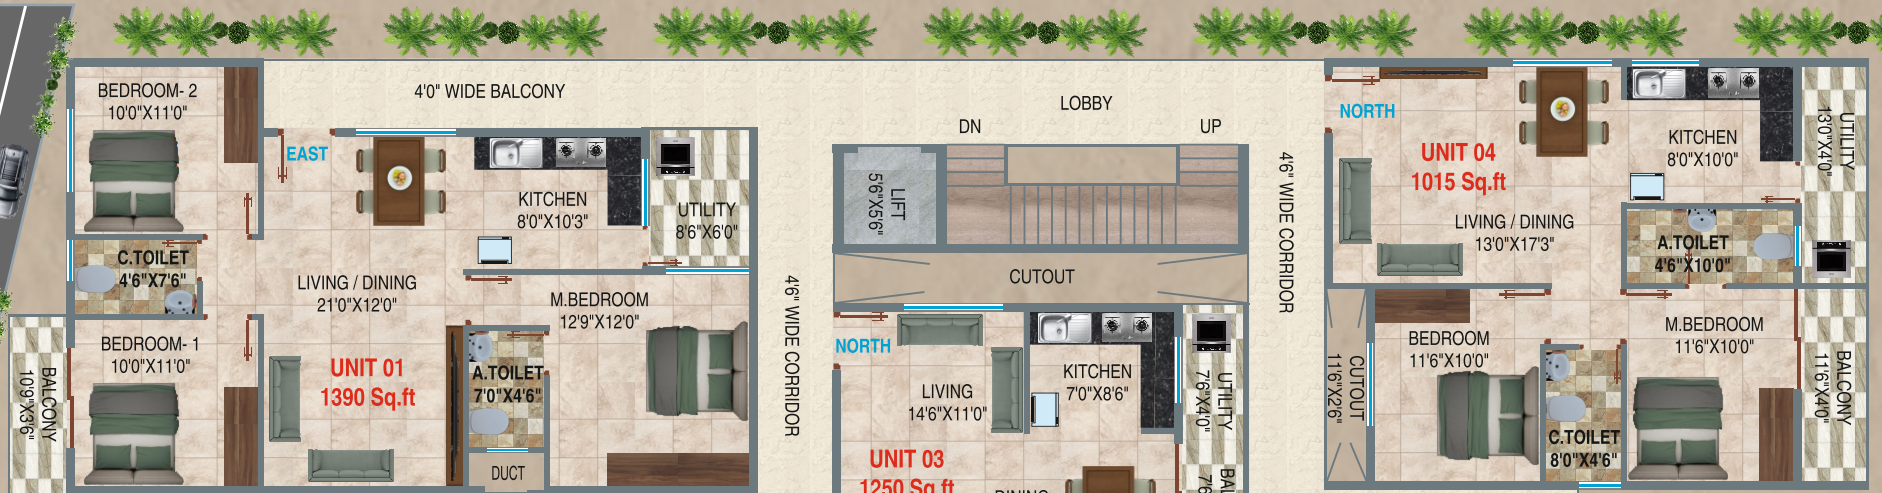 BEDROOM- 2
10'0"X11'0"
4'0" WIDE BALCONY
EAST
KITCHEN
8'0"X10'3"
UTILITY
8'6"X6'0"
C.TOILET
4'6"X7'6"
LIVING / DINING
21'0"X12'0"
M.BEDROOM
12'9"X12'0"
BEDROOM- 1
10'0"X11'0"
BALCONY
10'9"X3'6"
UNIT 01
1390 Sq.ft
A.TOILET
7'0"X4'6"
DUCT
4'6" WIDE CORRIDOR
LOBBY
DN
UP
LIFT
5'6"X5'6"
CUTOUT
4'6" WIDE CORRIDOR
NORTH
LIVING
14'6"X11'0"
KITCHEN
7'0"X8'6"
UTILITY
7'6"X4'0"
UNIT 03
1250 Sq.ft
DINING
NORTH
UNIT 04
1015 Sq.ft
KITCHEN
8'0"X10'0"
UTILITY
13'0"X4'0"
LIVING / DINING
13'0"X17'3"
A.TOILET
4'6"X10'0"
CUTOUT
11'6"X2'6"
BEDROOM
11'6"X10'0"
M.BEDROOM
11'6"X10'0"
BALCONY
11'6"X4'0"
C.TOILET
8'0"X4'6"